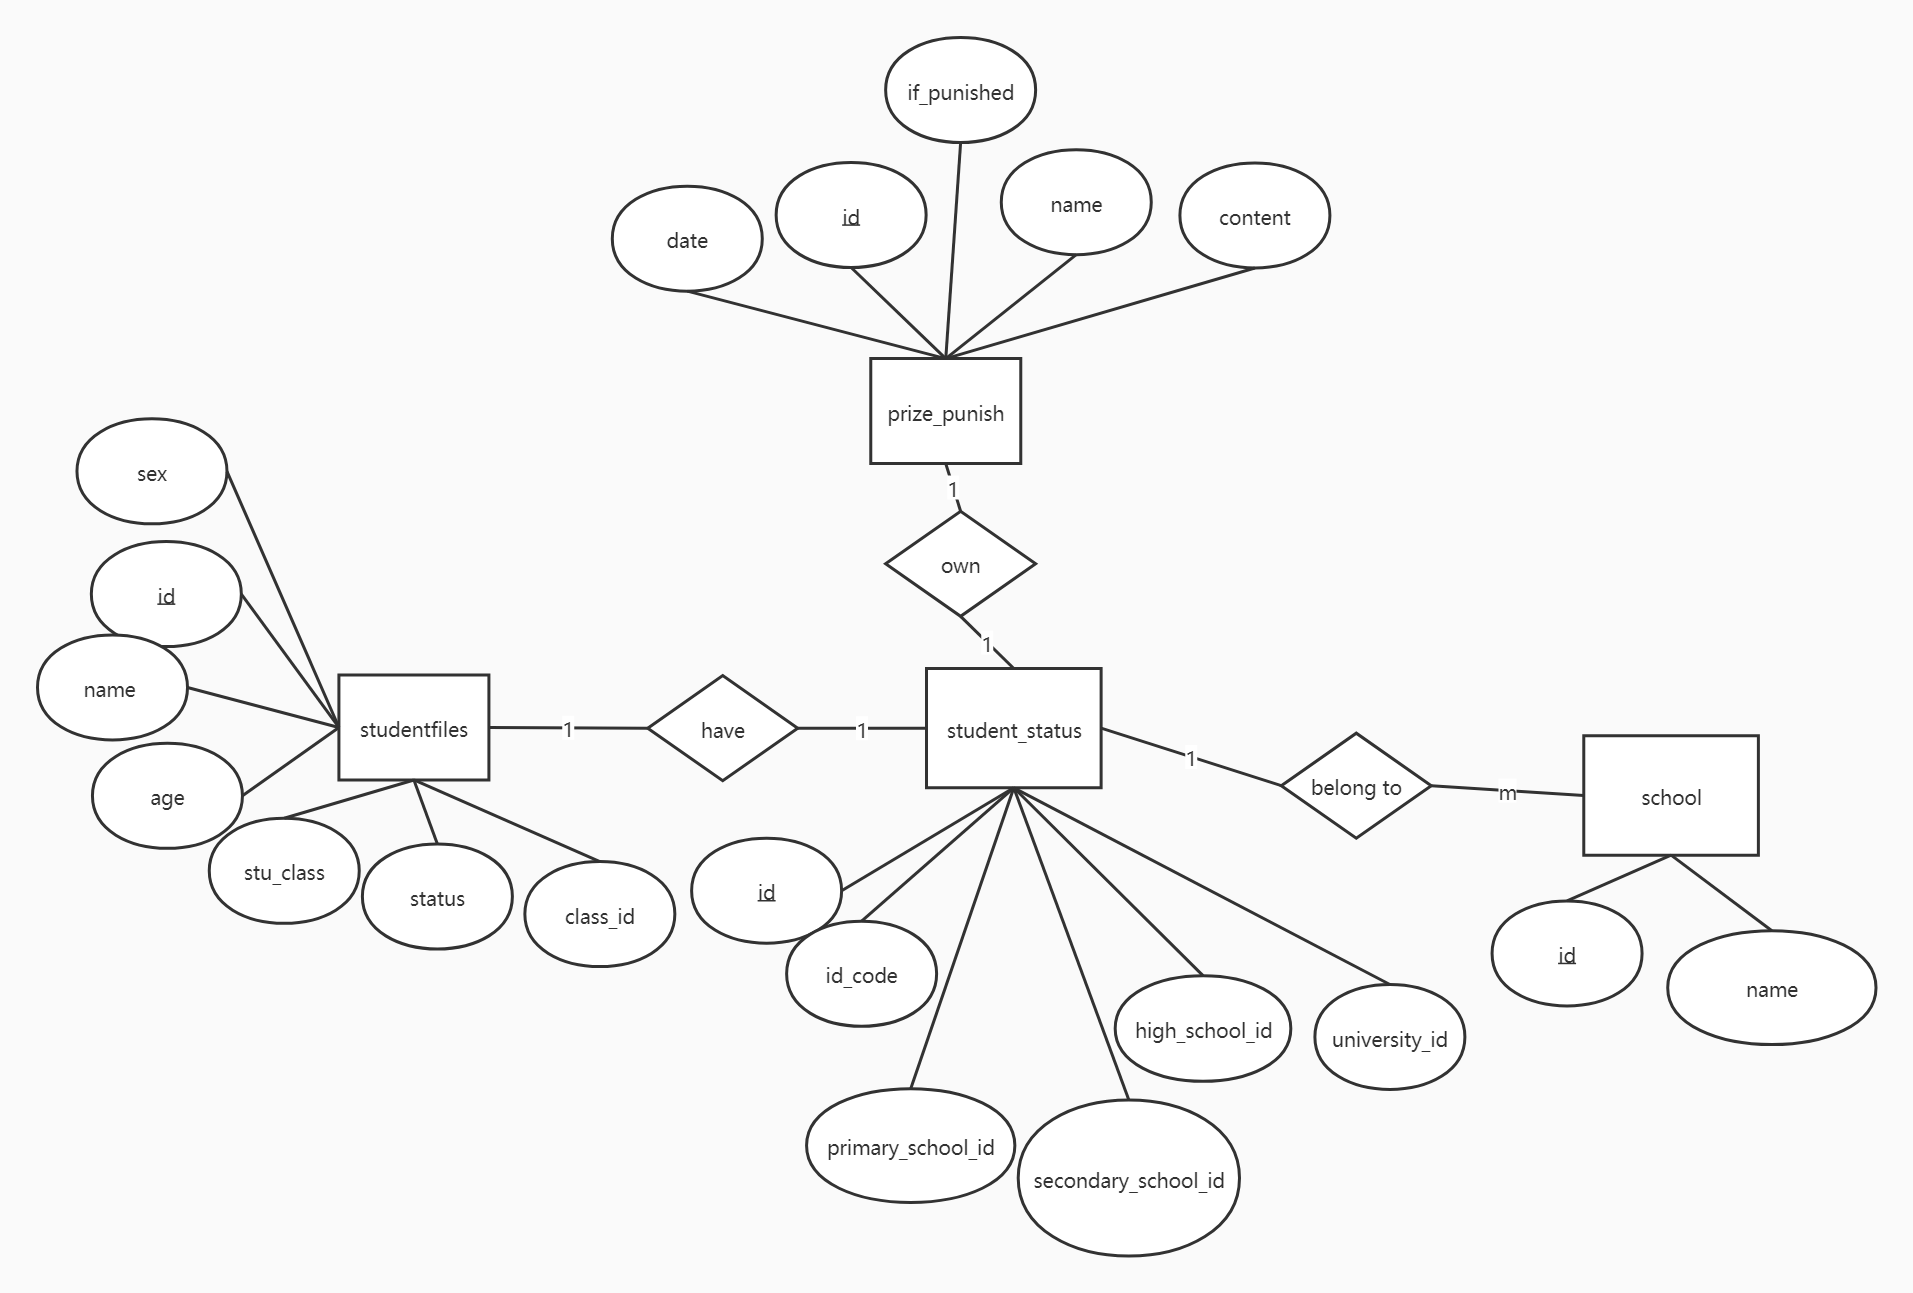 if_punished
date
id
name
content
prize_punish
1
own
1
sex
id
name
age
studentfiles
1
have
1
student_status
1
belong to
m
school
stu_class
status
class_id
id
id_code
primary_school_id
secondary_school_id
high_school_id
university_id
id
name